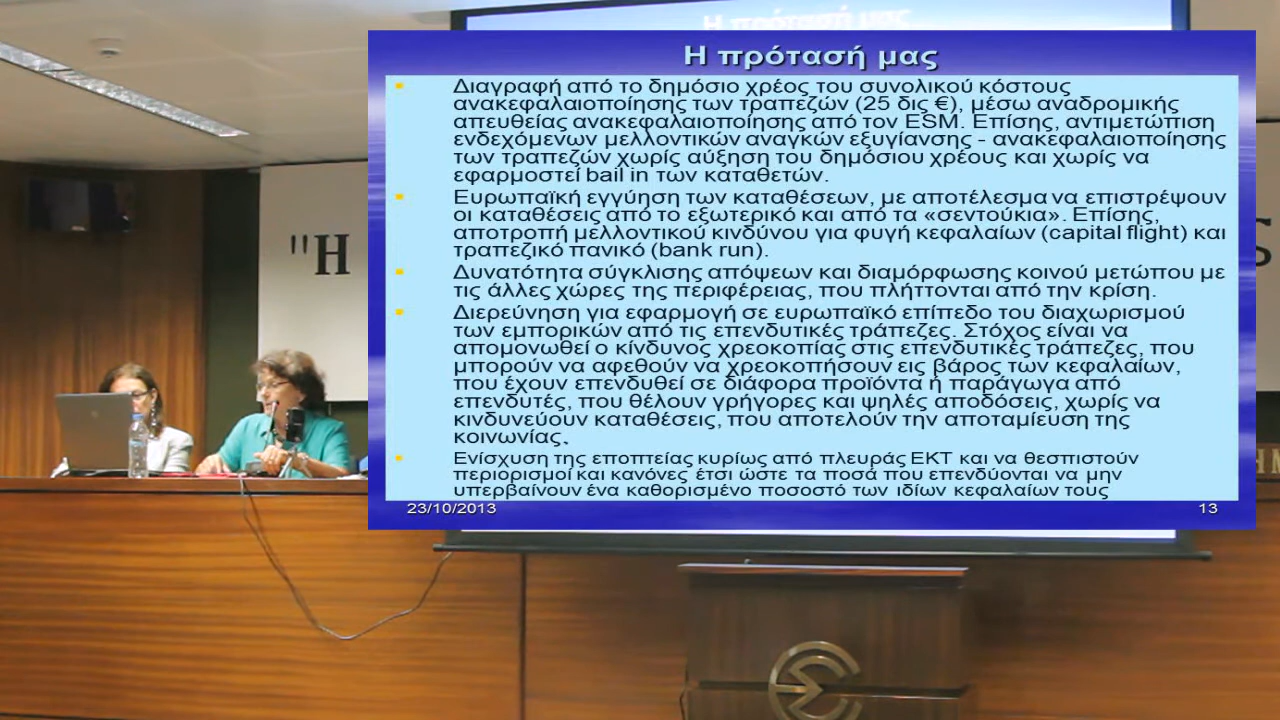 Η πρότασή μας
Η πρότασή μας
Διαγραφή από το δημόσιο χρέος του συνολικού κόστους
ανακεφαλαιοποίησης των τραπεζών (25 δις €), μέσω αναδρομικής
απευθείας ανακεφαλαιοποίησης από τον ESM. Επίσης, αντιμετώπιση
ενδεχόμενων μελλοντικών αναγκών εξυγίανσης - ανακεφαλαιοποίησης
των τραπεζών χωρίς αύξηση του δημόσιου χρέους και χωρίς να
εφαρμοστεί bail in των καταθετών.
Ευρωπαϊκή εγγύηση των καταθέσεων, με αποτέλεσμα να επιστρέψουν
οι καταθέσεις από το εξωτερικό και από τα «σεντούκια». Επίσης,
αποτροπή μελλοντικού κινδύνου για φυγή κεφαλαίων (capital flight) και
τραπεζικό πανικό (bank run).
Δυνατότητα σύγκλισης απόψεων και διαμόρφωσης κοινού μετώπου με
τις άλλες χώρες της περιφέρειας, που πλήττονται από την κρίση.
Διερεύνηση για εφαρμογή σε ευρωπαϊκό επίπεδο του διαχωρισμού
των εμπορικών από τις επενδυτικές τράπεζες. Στόχος είναι να
απομονωθεί ο κίνδυνος χρεοκοπίας στις επενδυτικές τράπεζες, που
μπορούν να αφεθούν να χρεοκοπήσουν εις βάρος των κεφαλαίων,
που έχουν επενδυθεί σε διάφορα προϊόντα ή παράγωγα από
επενδυτές, που θέλουν γρήγορες και ψηλές αποδόσεις, χωρίς να
κινδυνεύουν καταθέσεις, που αποτελούν την αποταμίευση της
κοινωνίας.
Ενίσχυση της εποπτείας κυρίως από πλευράς ΕΚΤ και να θεσπιστούν
περιορισμοί και κανόνες έτσι ώστε τα ποσά που επενδύονται να μην
υπερβαίνουν ένα καθορισμένο ποσοστό των ιδίων κεφαλαίων τους
23/10/2013 13
"Η